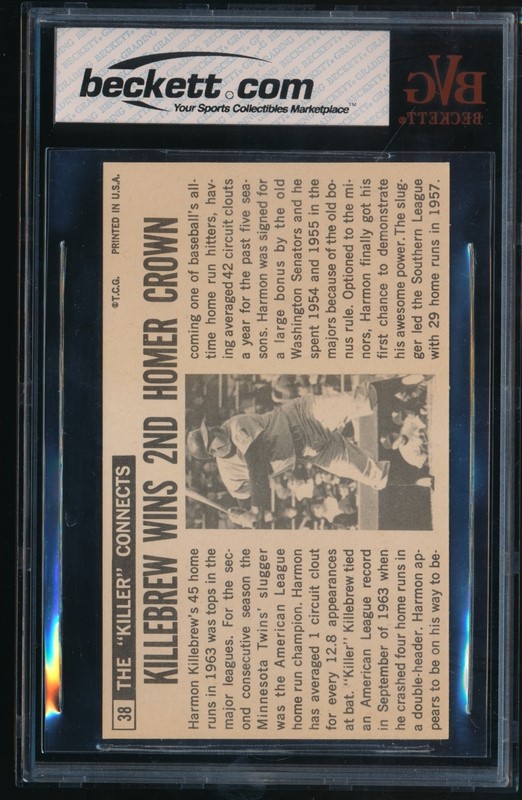 beckett.com
Your Sports Collectibles Marketplace™
BVG
BECKETT®
38 THE "KILLER" CONNECTS
©T.C.G. PRINTED IN U.S.A.
KILLEBREW WINS 2ND HOMER CROWN
Harmon Killebrew's 45 home
runs in 1963 was tops in the
major leagues. For the sec-
ond consecutive season the
Minnesota Twins' slugger
was the American League
home run champion. Harmon
has averaged 1 circuit clout
for every 12.8 appearances
at bat. "Killer" Killebrew tied
an American League record
in September of 1963 when
he crashed four home runs in
a double-header. Harmon ap-
pears to be on his way to be-
coming one of baseball's all-
time home run hitters, hav-
ing averaged 42 circuit clouts
a year for the past five sea-
sons. Harmon was signed for
a large bonus by the old
Washington Senators and he
spent 1954 and 1955 in the
majors because of the old bo-
nus rule. Optioned to the mi-
nors, Harmon finally got his
first chance to demonstrate
his awesome power. The slug-
ger led the Southern League
with 29 home runs in 1957.